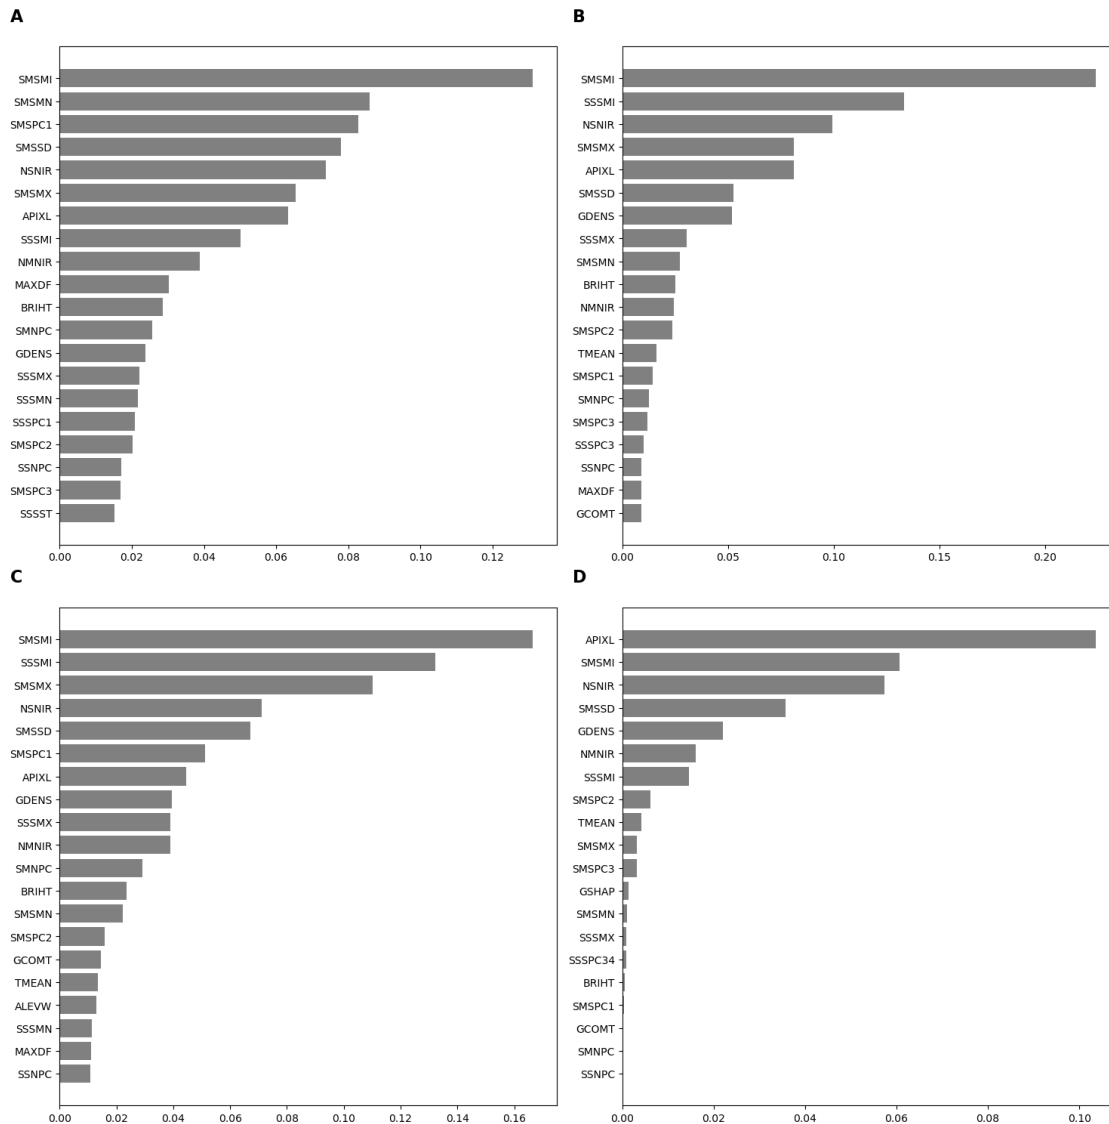 A
SMSMI
SMSMN
SMSPC1
SMSSD
NSNIR
SMSMX
APIXL
SSSMI
NMNIR
MAXDF
BRIHT
SMNPC
GDENS
SSSMX
SSSMN
SSSPC1
SMSPC2
SSNPC
SMSPC3
SSSST
0.00 0.02 0.04 0.06 0.08 0.10 0.12
B
SMSMI
SSSMI
NSNIR
SMSMX
APIXL
SMSSD
GDENS
SSSMX
SMSMN
BRIHT
NMNIR
SMSPC2
TMEAN
SMSPC1
SMNPC
SMSPC3
SSSPC3
SSNPC
MAXDF
GCOMT
0.00 0.05 0.10 0.15 0.20
C
SMSMI
SSSMI
SMSMX
NSNIR
SMSSD
SMSPC1
APIXL
GDENS
SSSMX
NMNIR
SMNPC
BRIHT
SMSMN
SMSPC2
GCOMT
TMEAN
ALEVW
SSSMN
MAXDF
SSNPC
0.00 0.02 0.04 0.06 0.08 0.10 0.12 0.14 0.16
D
APIXL
SMSMI
NSNIR
SMSSD
GDENS
NMNIR
SSSMI
SMSPC2
TMEAN
SMSMX
SMSPC3
GSHAP
SMSMN
SSSMX
SSSPC34
BRIHT
SMSPC1
GCOMT
SMNPC
SSNPC
0.00 0.02 0.04 0.06 0.08 0.10